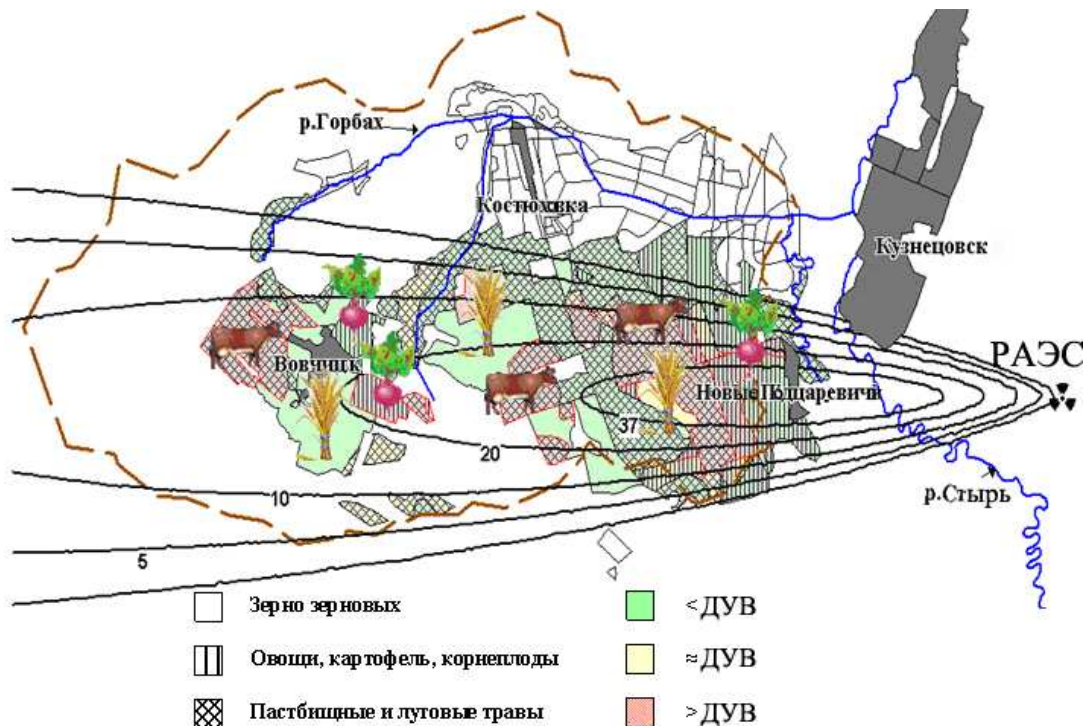 р.Горбах
Костюховка
Кузнецовск
РАЭС
Вовчицк
Новые Подцаревичи
37
20
10
р.Стырь
5
Зерно зерновых
<ДУВ
Овощи, картофель, корнеплоды
≈ДУВ
Пастбищные и луговые травы
>ДУВ